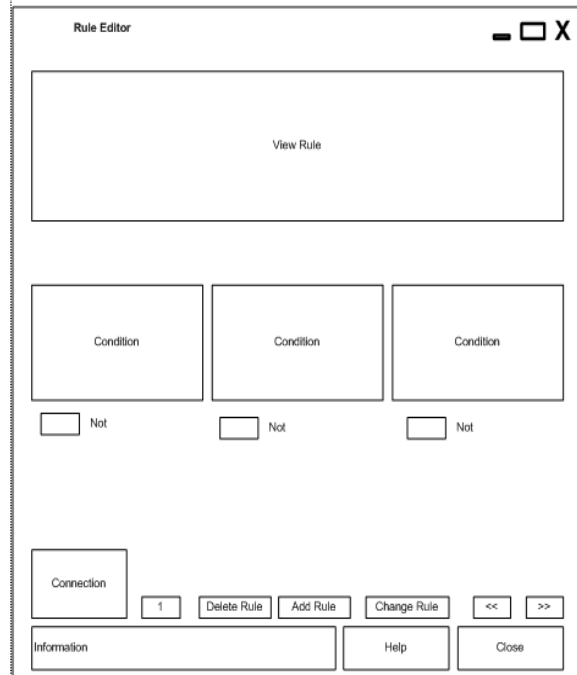 Rule Editor
X
View Rule
Condition Condition Condition
Not Not Not
Connection
1 Delete Rule Add Rule Change Rule << >>
Information Help Close